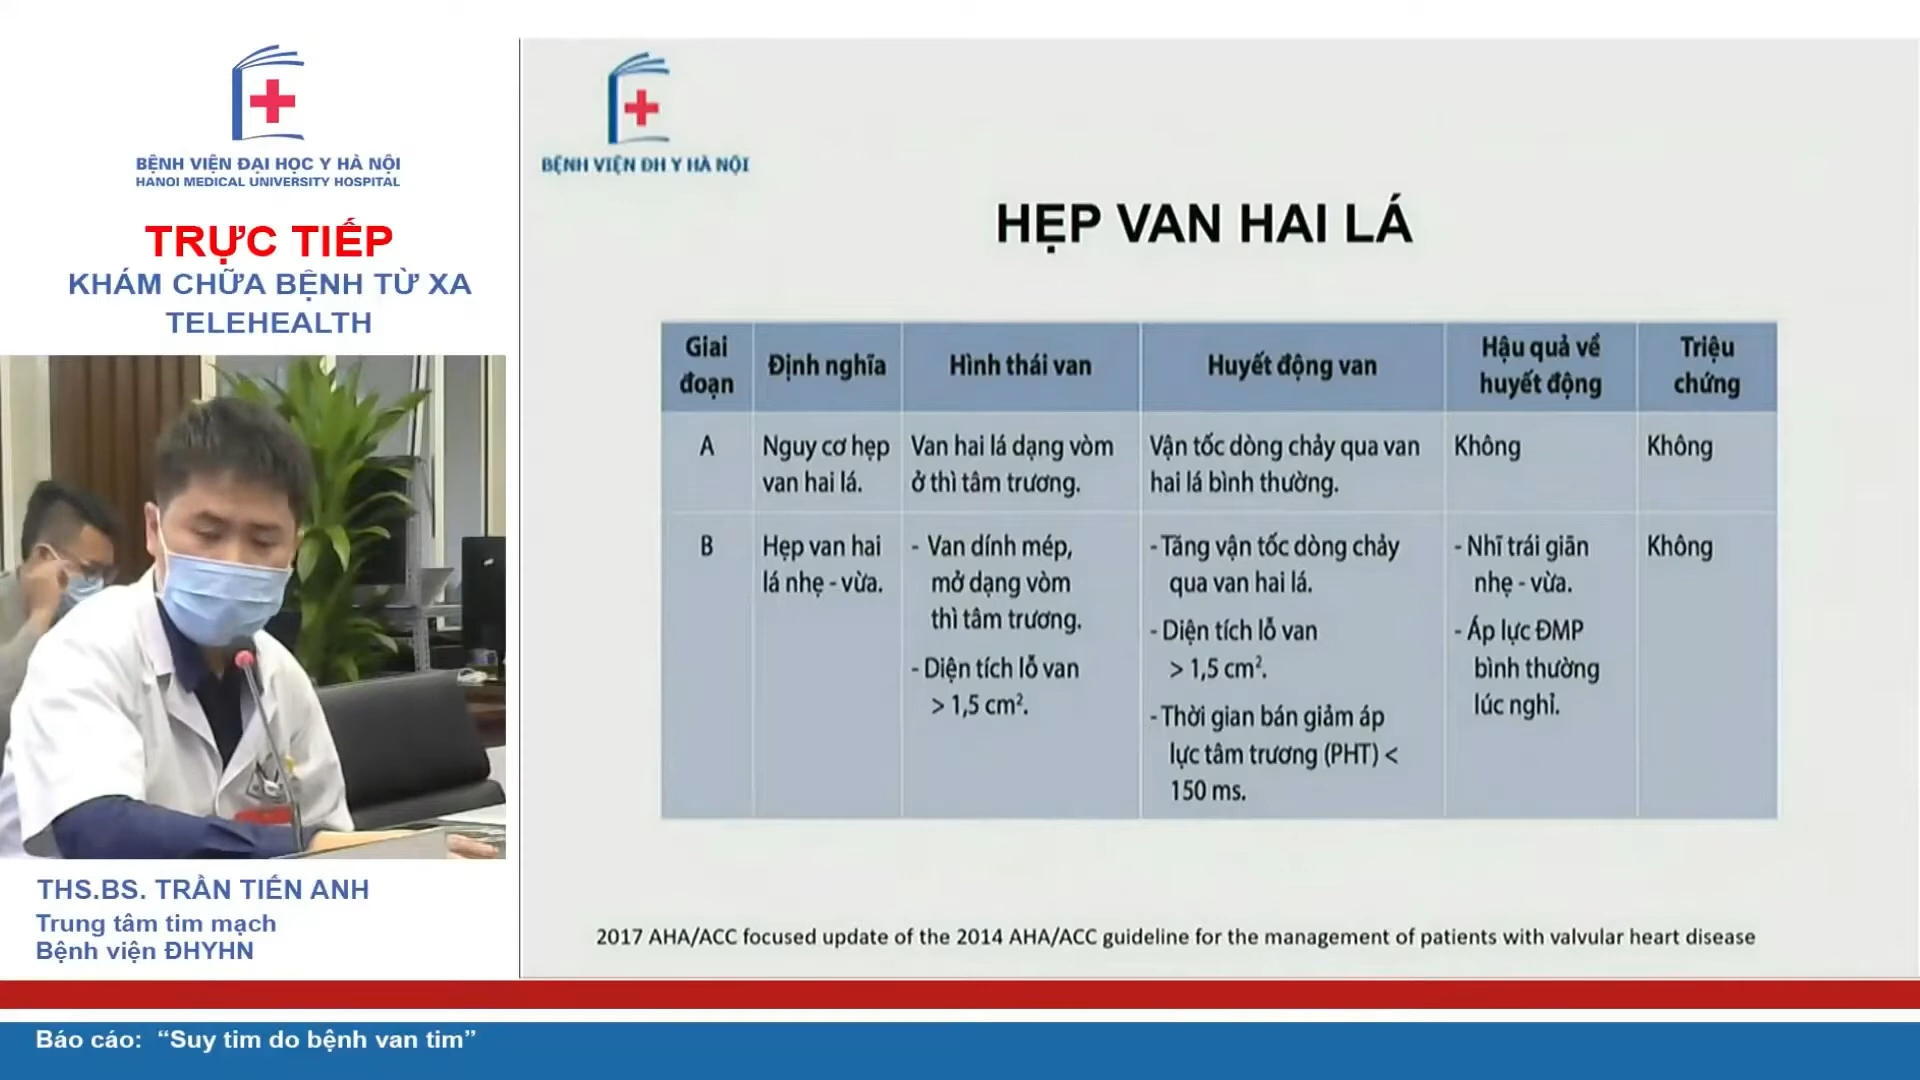 BỆNH VIỆN ĐẠI HỌC Y HÀ NỘI
HANOI MEDICAL UNIVERSITY HOSPITAL
TRỰC TIẾP
KHÁM CHỮA BỆNH TỪ XA
TELEHEALTH
THS.BS. TRẦN TIẾN ANH
Trung tâm tim mạch
Bệnh viện ĐHYHN
BỆNH VIỆN ĐH Y HÀ NỘI
HẸP VAN HAI LÁ
Giai
đoạn
Định nghĩa
Hình thái van
Huyết động van
Hậu quả về
huyết động
Triệu
chứng
A
Nguy cơ hẹp
van hai lá.
Van hai lá dạng vòm
ở thì tâm trương.
Vận tốc dòng chảy qua van
hai lá bình thường.
Không
Không
B
Hẹp van hai
lá nhẹ - vừa.
- Van dính mép,
mở dạng vòm
thì tâm trương.
- Diện tích lỗ van
> 1,5 cm².
- Tăng vận tốc dòng chảy
qua van hai lá.
- Diện tích lỗ van
> 1,5 cm².
- Thời gian bán giảm áp
lực tâm trương (PHT) <
150 ms.
- Nhĩ trái giãn
nhẹ - vừa.
- Áp lực ĐMP
bình thường
lúc nghỉ.
Không
2017 AHA/ACC focused update of the 2014 AHA/ACC guideline for the management of patients with valvular heart disease
Báo cáo: “Suy tim do bệnh van tim”